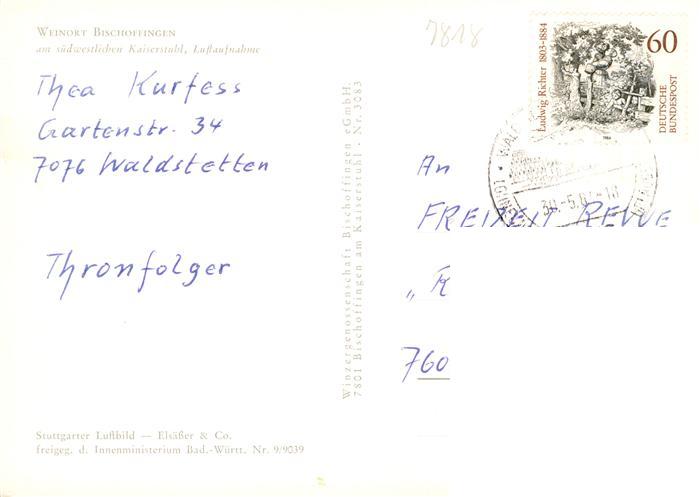 WEINORT BISCHOFFINGEN
am südwestlichen Kaiserstuhl, Luftaufnahme
Thea Kurfess
Gartenstr. 34
7076 Waldstetten
Thronfolger
Stuttgarter Luftbild — Elsäßer & Co.
freigeg. d. Innenministerium Bad.-Württ. Nr. 9/9039
Winzergenossenschaft Bischoffingen eGmbH.
7801 Bischoffingen am Kaiserstuhl · Nr. 3083
7818
Ludwig Richter 1803-1884
60
DEUTSCHE
BUNDESPOST
An
FREIZEIT REVUE
760